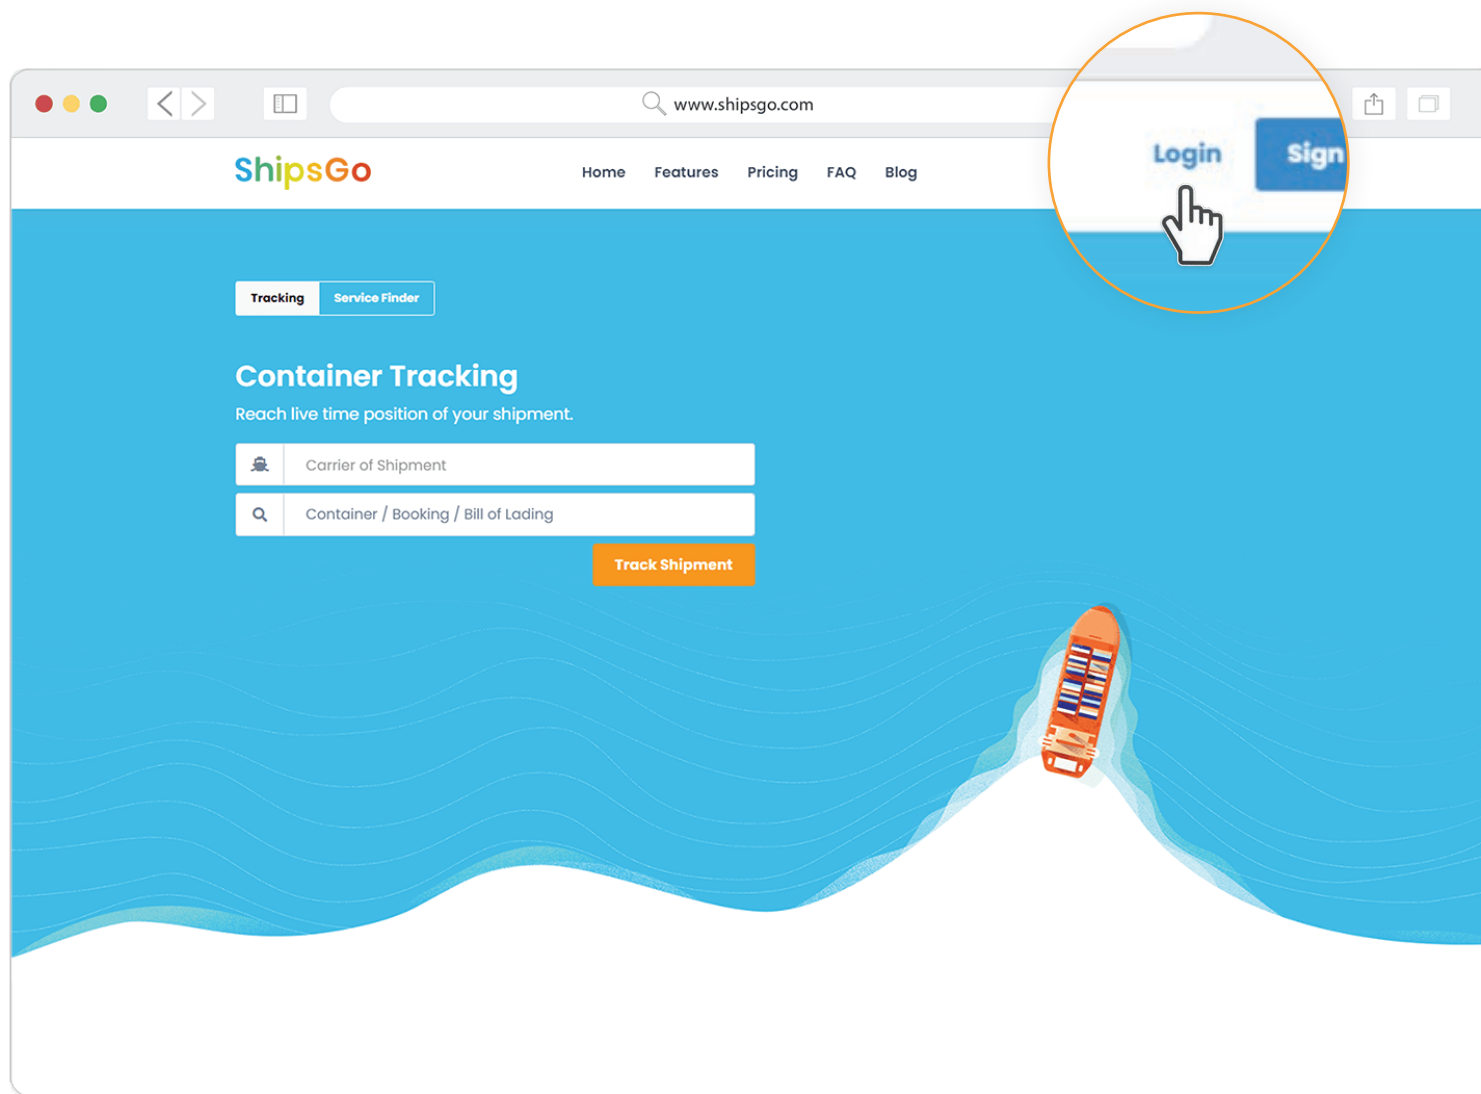 www.shipsgo.com
ShipsGo
Home Features Pricing FAQ Blog
Login Sign
Tracking Service Finder
Container Tracking
Reach live time position of your shipment.
Carrier of Shipment
Container / Booking / Bill of Lading
Track Shipment